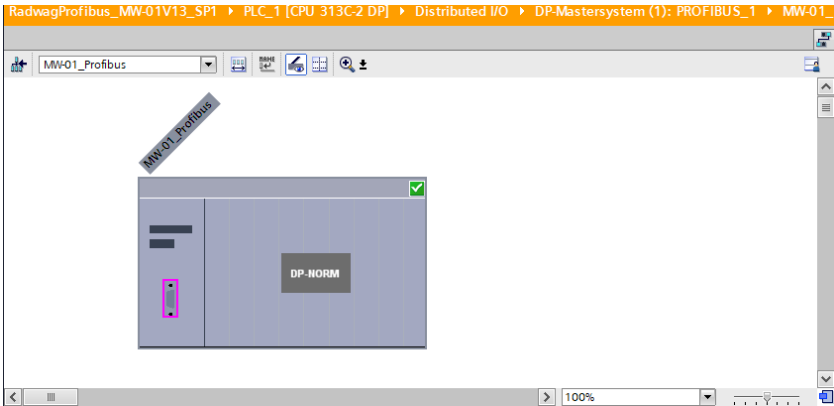 RadwagProfibus_MW-01V13_SP1 ▸ PLC_1 [CPU 313C-2 DP] ▸ Distributed I/O ▸ DP-Mastersystem (1): PROFIBUS_1 ▸ MW-01_
MW-01_Profibus
MW-01_Profibus
DP-NORM
100%